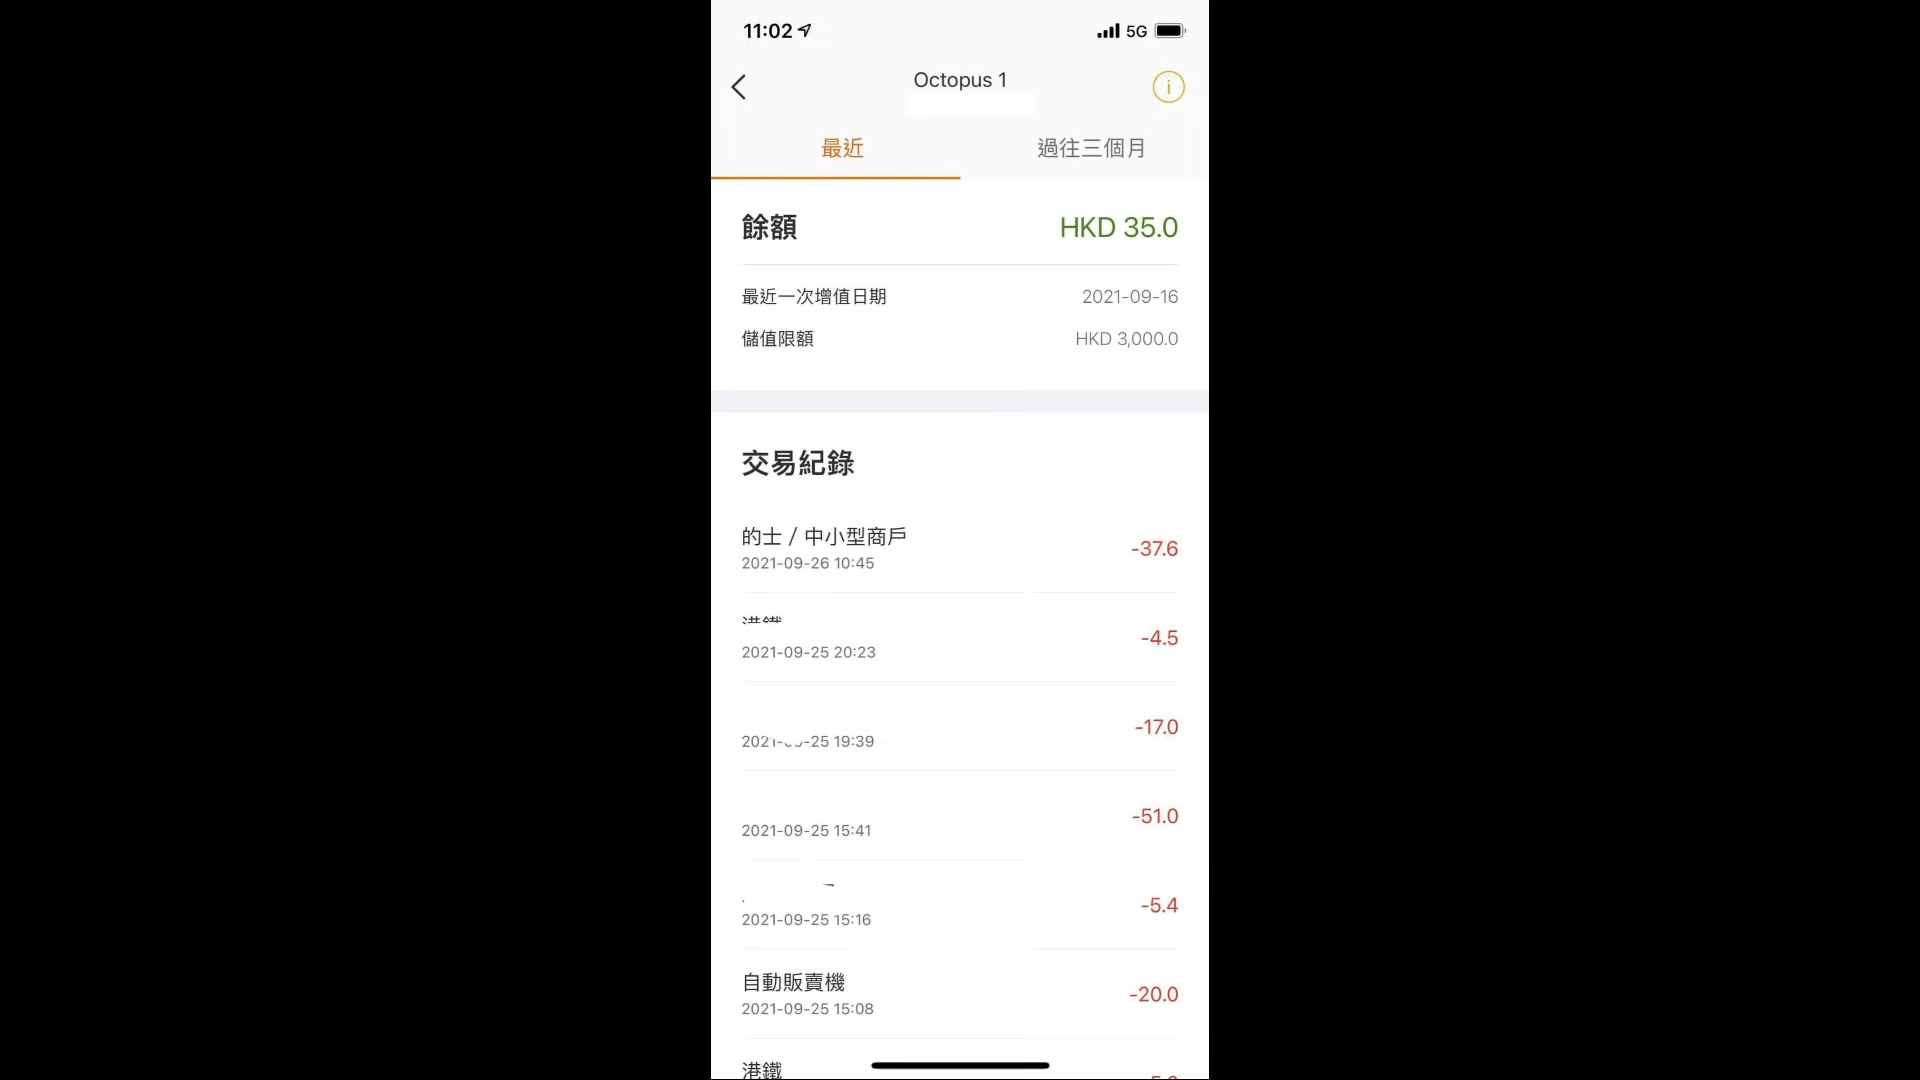 11:02
5G
Octopus 1
最近
過往三個月
餘額
HKD 35.0
最近一次增值日期
2021-09-16
儲值限額
HKD 3,000.0
交易紀錄
的士 / 中小型商戶
-37.6
2021-09-26 10:45
港鐵
-4.5
2021-09-25 20:23
-17.0
2021-09-25 19:39
-51.0
2021-09-25 15:41
-5.4
2021-09-25 15:16
自動販賣機
-20.0
2021-09-25 15:08
港鐵